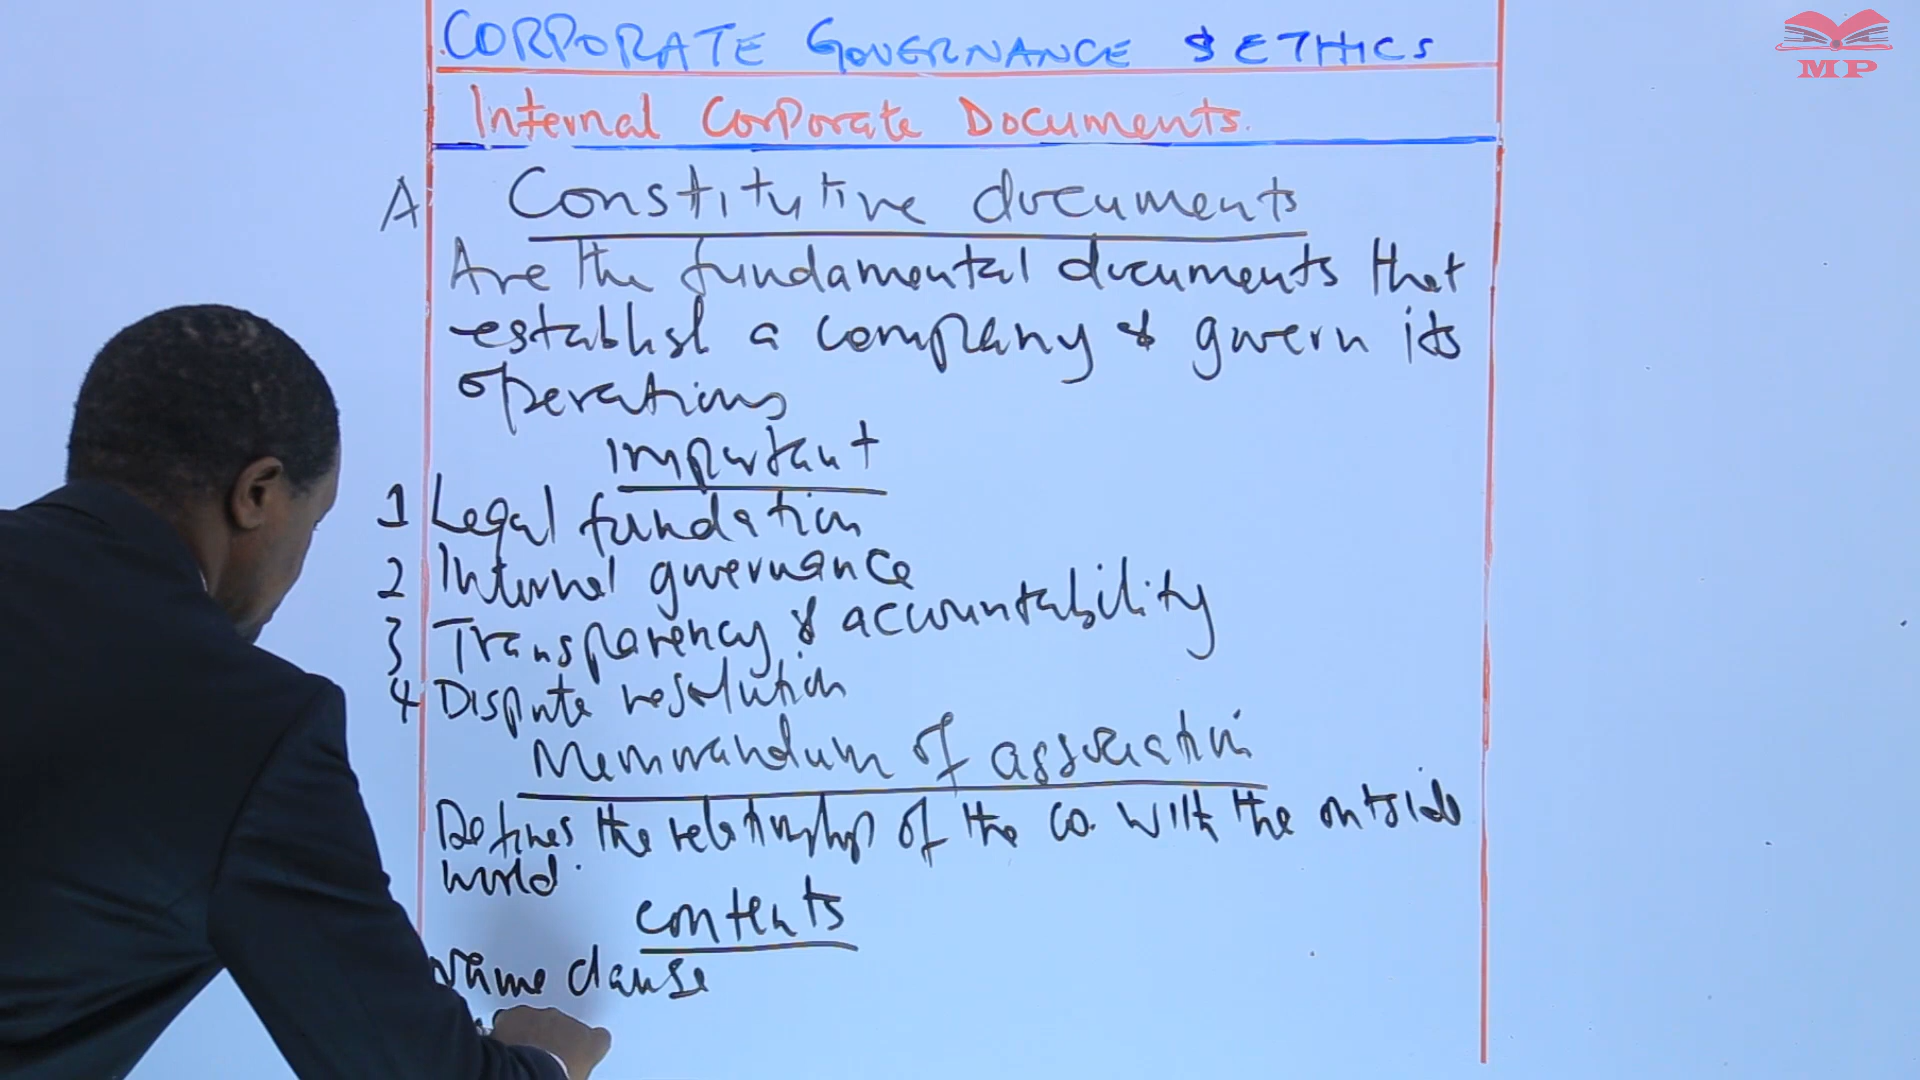 CORPORATE GOVERNANCE & ETHICS
MP
Internal Corporate Documents.
A Constitutive documents
Are the fundamental documents that
establish a company & govern its
operations
Important
1 Legal fundation
2 Internal governance
3 Transparency & accountability
4 Dispute resolution
Memorandum of association
Defines the relationship of the co. with the outside
world.
contents
Name clause